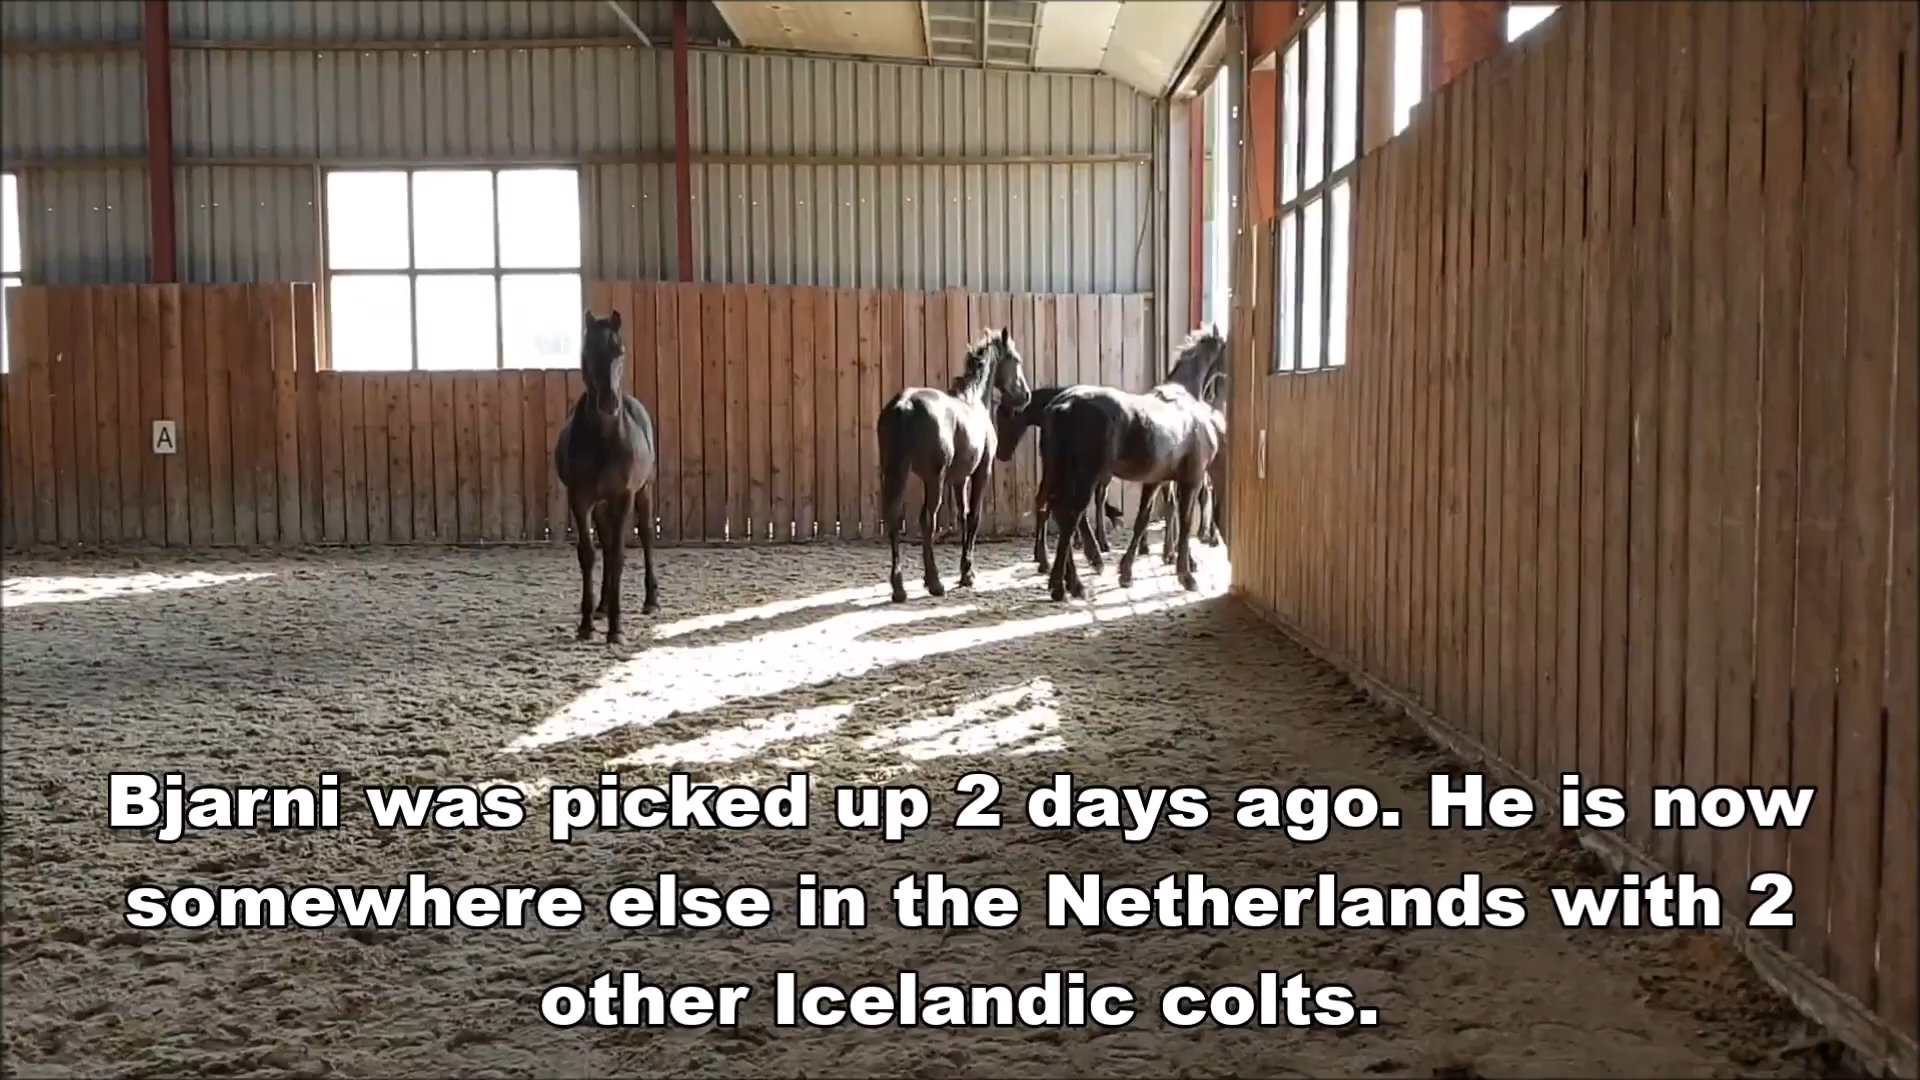 A
Bjarni was picked up 2 days ago. He is now
somewhere else in the Netherlands with 2
other Icelandic colts.